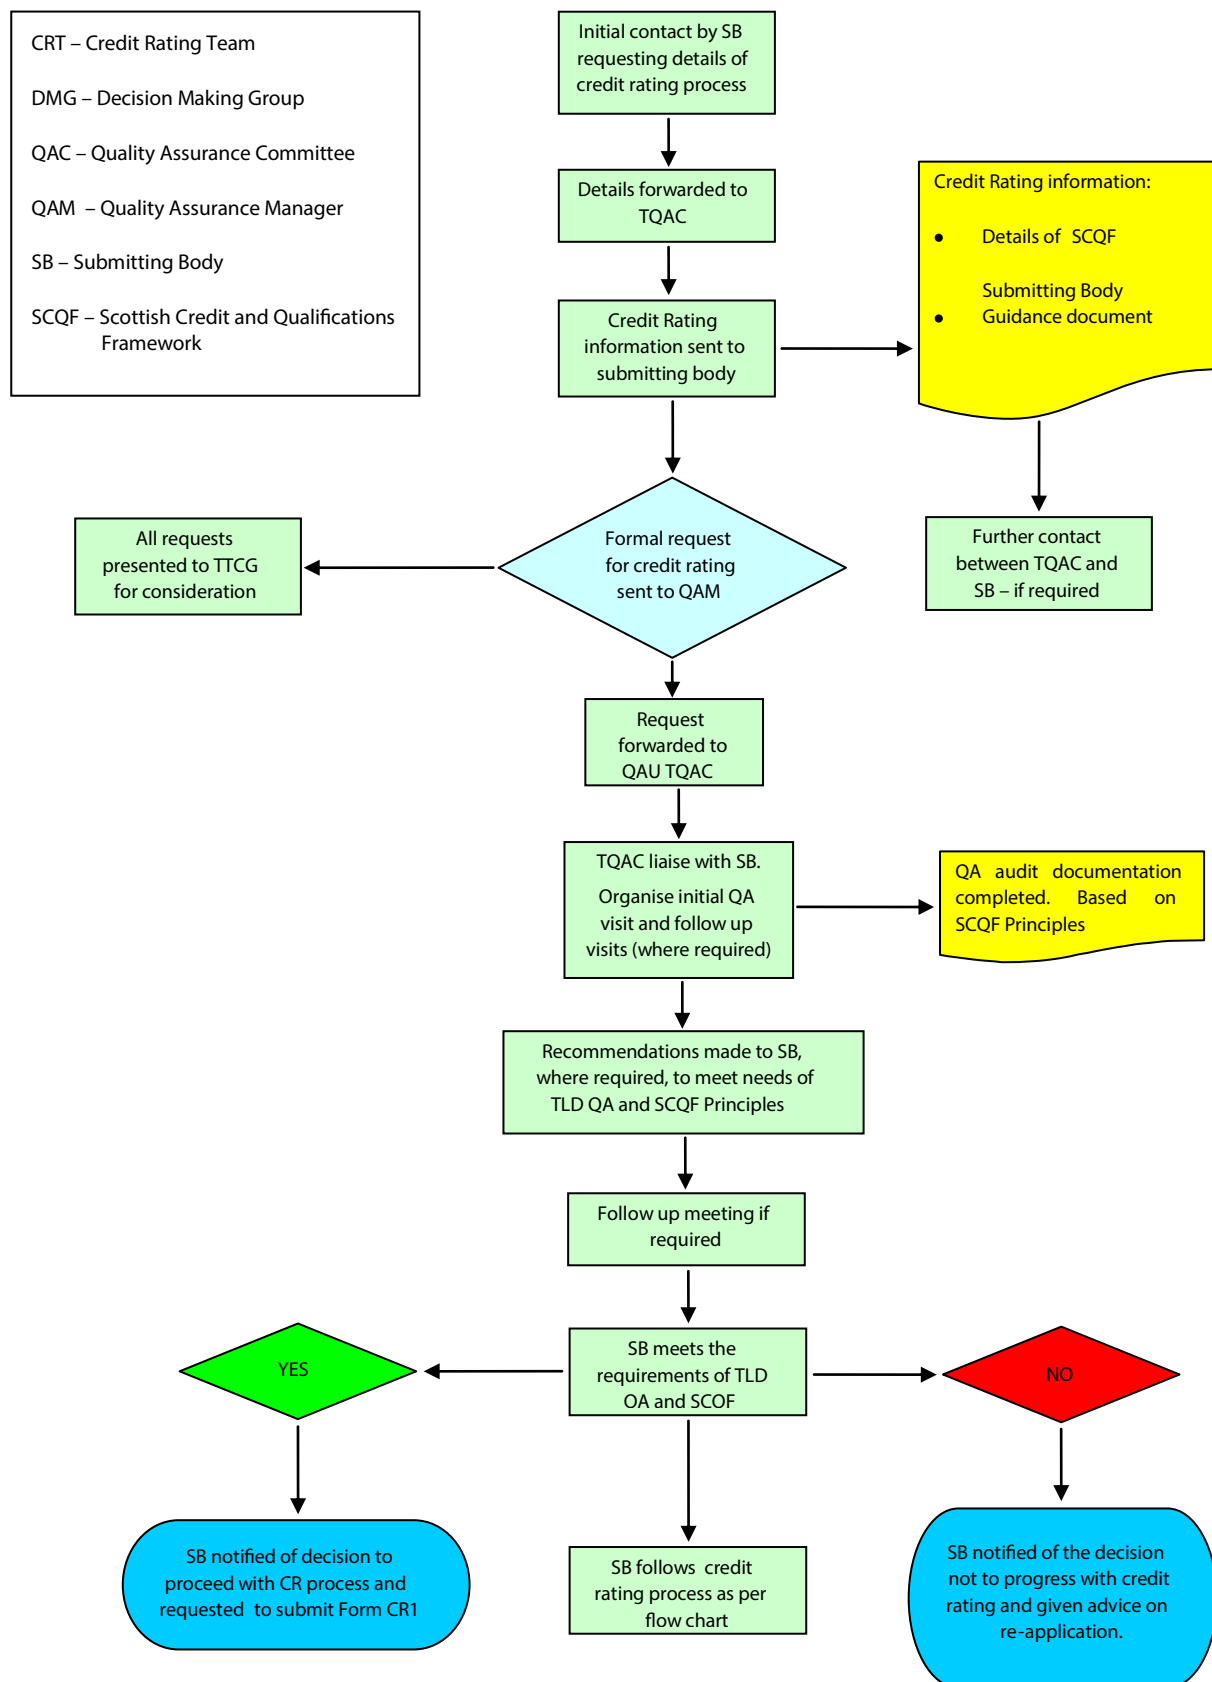 CRT – Credit Rating Team
DMG – Decision Making Group
QAC – Quality Assurance Committee
QAM – Quality Assurance Manager
SB – Submitting Body
SCQF – Scottish Credit and Qualifications
Framework
Initial contact by SB
requesting details of
credit rating process
Details forwarded to
TQAC
Credit Rating
information sent to
submitting body
Credit Rating information:
• Details of SCQF
Submitting Body
• Guidance document
Further contact
between TQAC and
SB – if required
Formal request
for credit rating
sent to QAM
All requests
presented to TTCG
for consideration
Request
forwarded to
QAU TQAC
TQAC liaise with SB.
Organise initial QA
visit and follow up
visits (where required)
QA audit documentation
completed. Based on
SCQF Principles
Recommendations made to SB,
where required, to meet needs of
TLD QA and SCQF Principles
Follow up meeting if
required
SB meets the
requirements of TLD
OA and SCOF
YES
NO
SB notified of decision to
proceed with CR process and
requested to submit Form CR1
SB follows credit
rating process as per
flow chart
SB notified of the decision
not to progress with credit
rating and given advice on
re-application.